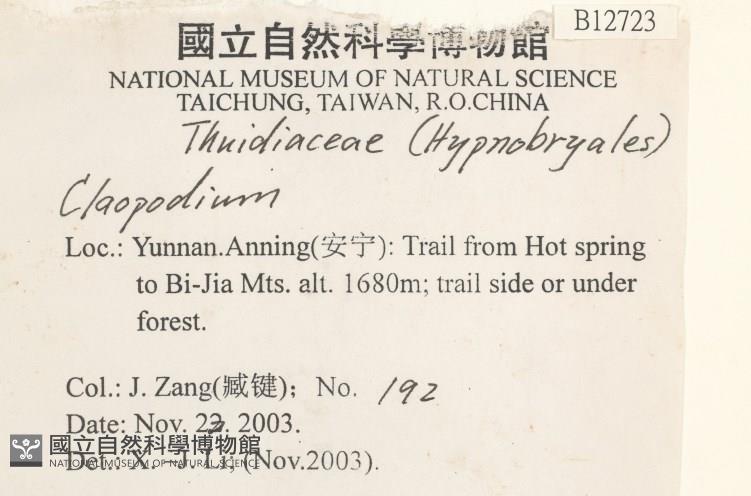 B12723
國立自然科學博物館
NATIONAL MUSEUM OF NATURAL SCIENCE
TAICHUNG, TAIWAN, R.O.CHINA
Thuidiaceae (Hypnobryales)
Claopodium
Loc.: Yunnan.Anning(安宁): Trail from Hot spring
to Bi-Jia Mts. alt. 1680m; trail side or under
forest.
Col.: J. Zang(臧键); No. 192
Date: Nov. 22. 2003.
國立自然科學博物館
NATIONAL MUSEUM OF NATURAL SCIENCE
Det.: X. Li; (Nov.2003).